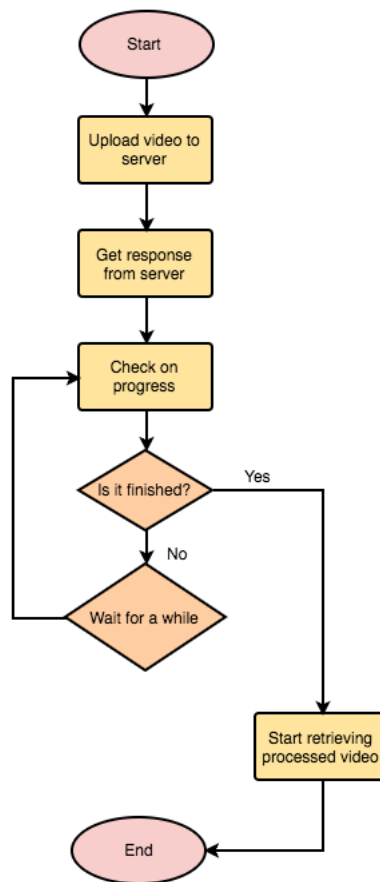 Start
Upload video to
server
Get response
from server
Check on
progress
Is it finished?
Yes
No
Wait for a while
Start retrieving
processed video
End